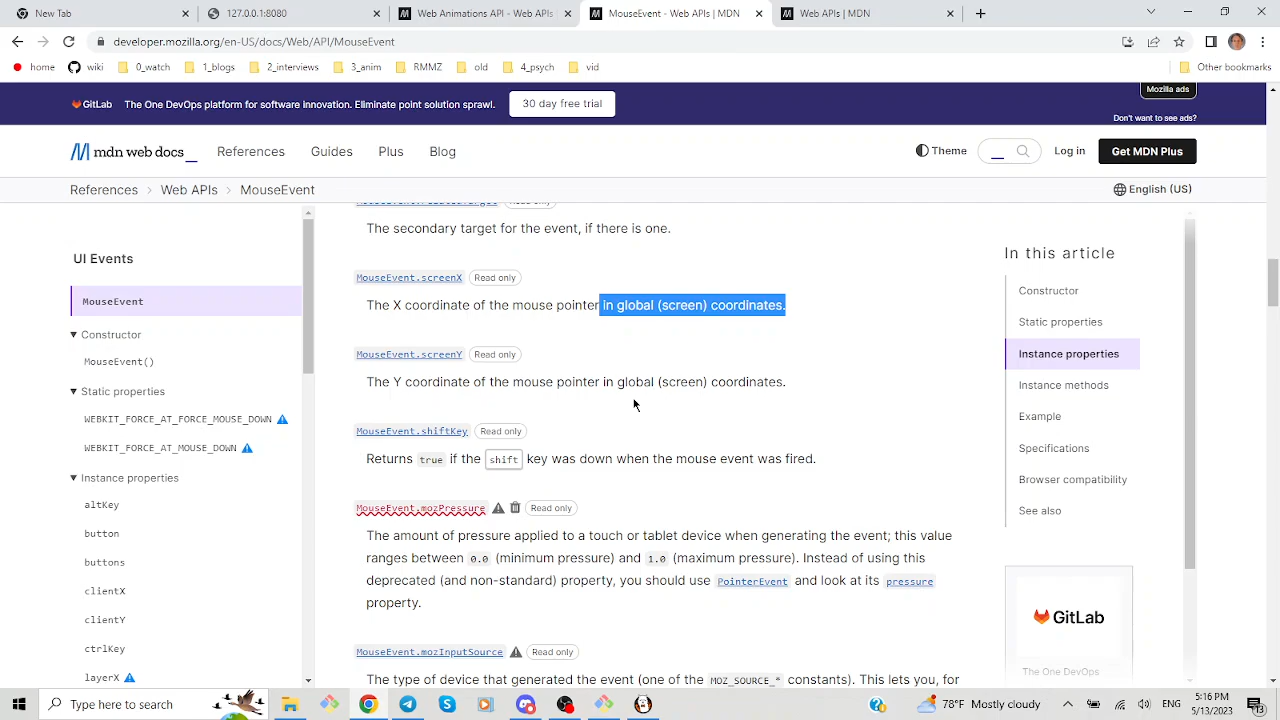 New Tab
127.0.0.1:8080
Web Animations API - Web APIs
MouseEvent - Web APIs | MDN
Web APIs | MDN
developer.mozilla.org/en-US/docs/Web/API/MouseEvent
home
wiki
0_watch
1_blogs
2_interviews
3_anim
RMMZ
old
4_psych
vid
Other bookmarks
GitLab
The One DevOps platform for software innovation. Eliminate point solution sprawl.
30 day free trial
Mozilla ads
Don't want to see ads?
mdn web docs_
References
Guides
Plus
Blog
Theme
Log in
Get MDN Plus
References
Web APIs
MouseEvent
English (US)
UI Events
MouseEvent
Constructor
MouseEvent()
Static properties
WEBKIT_FORCE_AT_FORCE_MOUSE_DOWN
WEBKIT_FORCE_AT_MOUSE_DOWN
Instance properties
altKey
button
buttons
clientX
clientY
ctrlKey
layerX
MouseEvent.relatedTarget Read only
The secondary target for the event, if there is one.
MouseEvent.screenX Read only
The X coordinate of the mouse pointer in global (screen) coordinates.
MouseEvent.screenY Read only
The Y coordinate of the mouse pointer in global (screen) coordinates.
MouseEvent.shiftKey Read only
Returns true if the shift key was down when the mouse event was fired.
MouseEvent.mozPressure Read only
The amount of pressure applied to a touch or tablet device when generating the event; this value
ranges between 0.0 (minimum pressure) and 1.0 (maximum pressure). Instead of using this
deprecated (and non-standard) property, you should use PointerEvent and look at its pressure
property.
MouseEvent.mozInputSource Read only
The type of device that generated the event (one of the MOZ_SOURCE_* constants). This lets you, for
In this article
Constructor
Static properties
Instance properties
Instance methods
Example
Specifications
Browser compatibility
See also
GitLab
The One DevOps
Type here to search
78°F Mostly cloudy
ENG
5:16 PM
5/13/2023
13